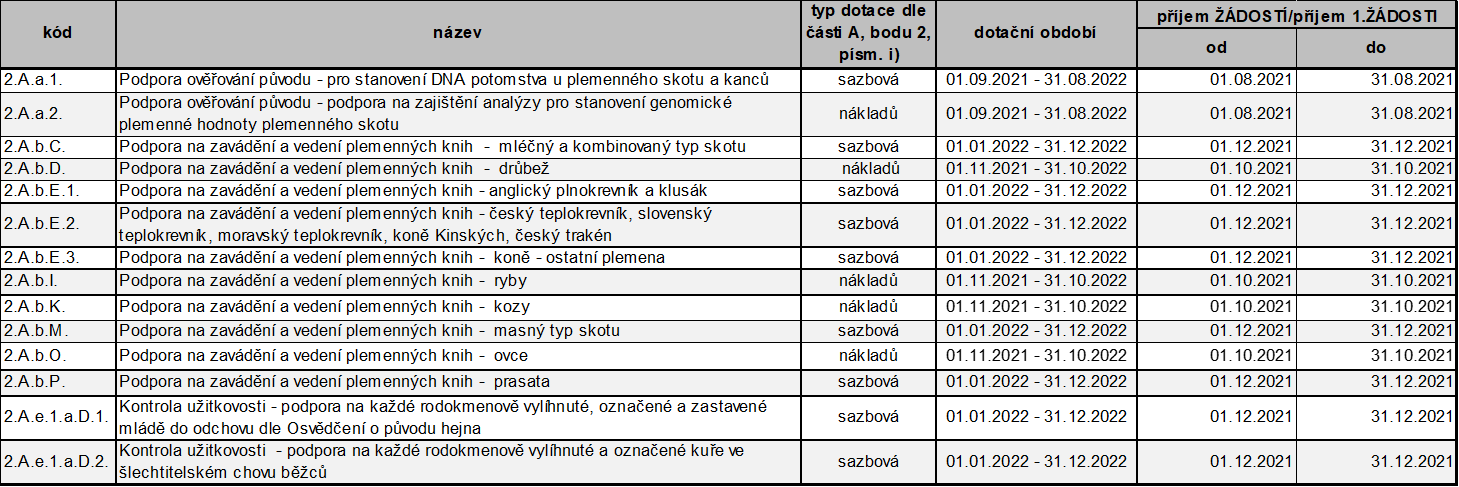 kód název typ dotace dle části A, bodu 2, písm. i) dotační období příjem ŽÁDOSTÍ/příjem 1.ŽÁDOSTI
od do
2.A.a.1. Podpora ověřování původu - pro stanovení DNA potomstva u plemenného skotu a kanců sazbová 01.09.2021 - 31.08.2022 01.08.2021 31.08.2021
2.A.a.2. Podpora ověřování původu - podpora na zajištění analýzy pro stanovení genomické
plemenné hodnoty plemenného skotu nákladů 01.09.2021 - 31.08.2022 01.08.2021 31.08.2021
2.A.b.C. Podpora na zavádění a vedení plemenných knih - mléčný a kombinovaný typ skotu sazbová 01.01.2022 - 31.12.2022 01.12.2021 31.12.2021
2.A.b.D. Podpora na zavádění a vedení plemenných knih - drůbež nákladů 01.11.2021 - 31.10.2022 01.10.2021 31.10.2021
2.A.b.E.1. Podpora na zavádění a vedení plemenných knih - anglický plnokrevník a klusák sazbová 01.01.2022 - 31.12.2022 01.12.2021 31.12.2021
2.A.b.E.2. Podpora na zavádění a vedení plemenných knih - český teplokrevník, slovenský
teplokrevník, moravský teplokrevník, koně Kinských, český trakén sazbová 01.01.2022 - 31.12.2022 01.12.2021 31.12.2021
2.A.b.E.3. Podpora na zavádění a vedení plemenných knih - koně - ostatní plemena sazbová 01.01.2022 - 31.12.2022 01.12.2021 31.12.2021
2.A.b.I. Podpora na zavádění a vedení plemenných knih - ryby nákladů 01.11.2021 - 31.10.2022 01.10.2021 31.10.2021
2.A.b.K. Podpora na zavádění a vedení plemenných knih - kozy nákladů 01.11.2021 - 31.10.2022 01.10.2021 31.10.2021
2.A.b.M. Podpora na zavádění a vedení plemenných knih - masný typ skotu sazbová 01.01.2022 - 31.12.2022 01.12.2021 31.12.2021
2.A.b.O. Podpora na zavádění a vedení plemenných knih - ovce nákladů 01.11.2021 - 31.10.2022 01.10.2021 31.10.2021
2.A.b.P. Podpora na zavádění a vedení plemenných knih - prasata sazbová 01.01.2022 - 31.12.2022 01.12.2021 31.12.2021
2.A.e.1.a.D.1. Kontrola užitkovosti - podpora na každé rodokmenově vylíhnuté, označené a zastavené
mládě do odchovu dle Osvědčení o původu hejna sazbová 01.01.2022 - 31.12.2022 01.12.2021 31.12.2021
2.A.e.1.a.D.2. Kontrola užitkovosti - podpora na každé rodokmenově vylíhnuté a označené kuře ve
šlechtitelském chovu běžců sazbová 01.01.2022 - 31.12.2022 01.12.2021 31.12.2021